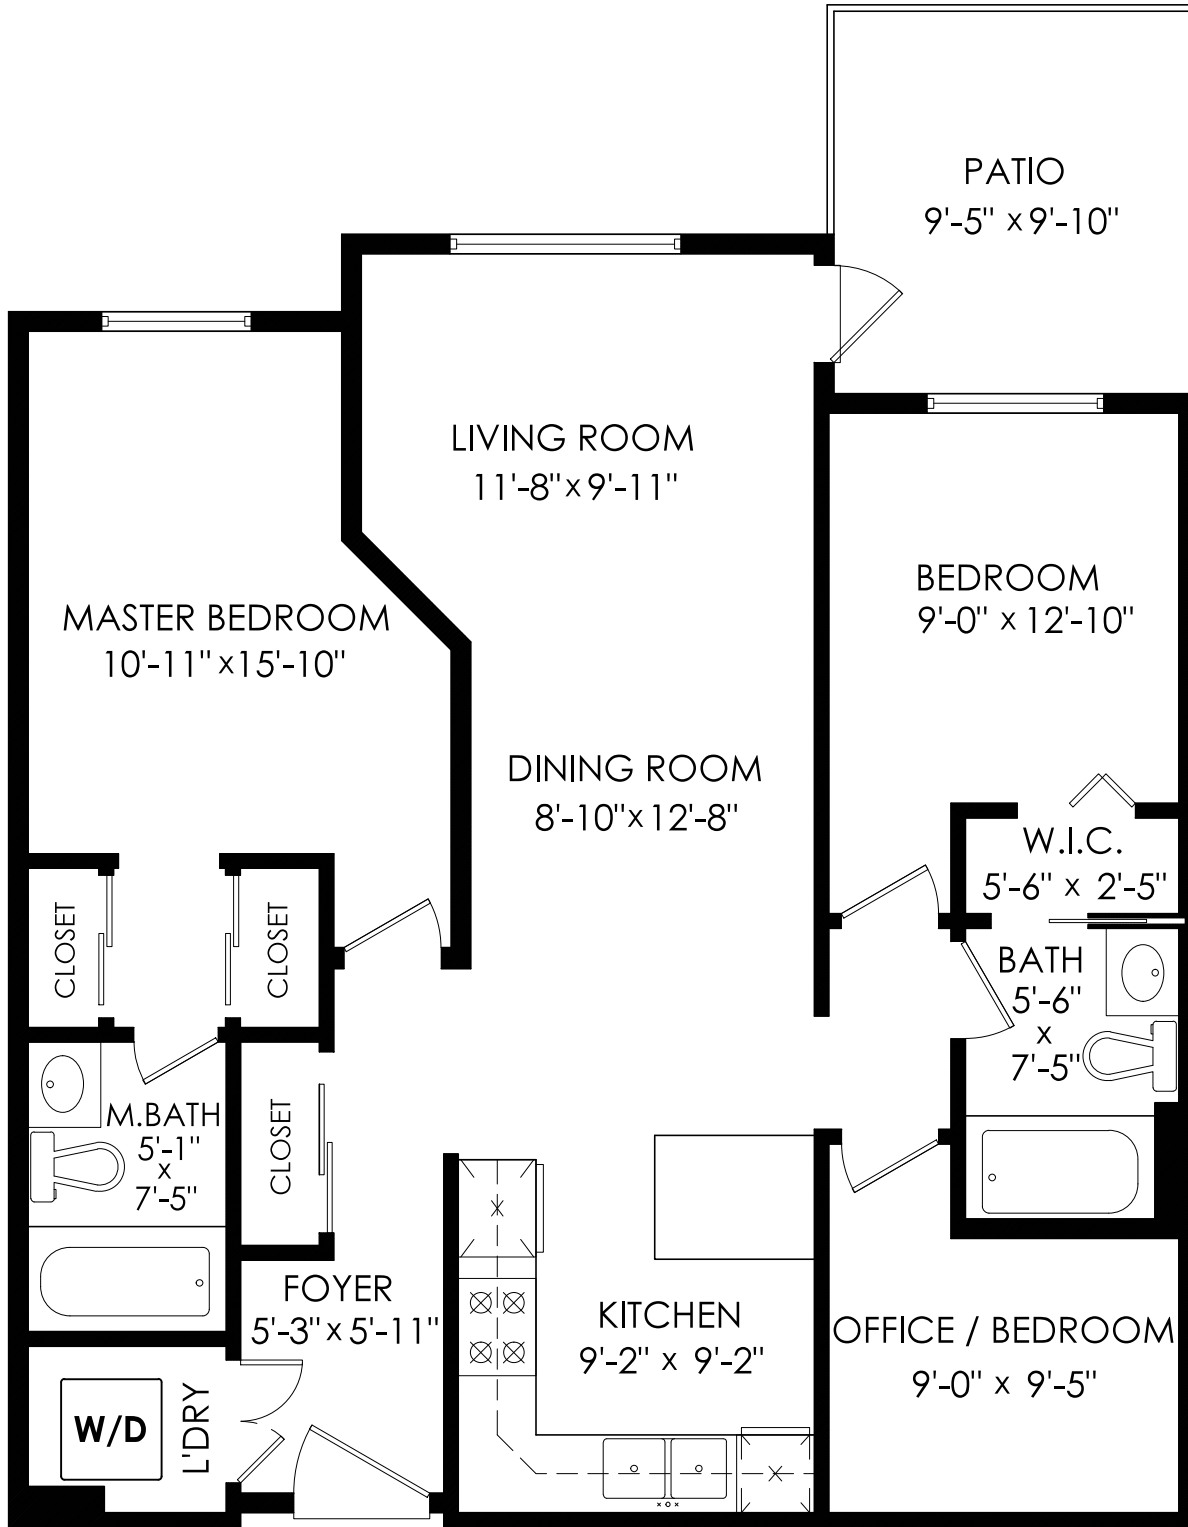 PATIO
9'-5" x 9'-10"
LIVING ROOM
11'-8" x 9'-11"
MASTER BEDROOM
10'-11" x 15'-10"
BEDROOM
9'-0" x 12'-10"
DINING ROOM
8'-10" x 12'-8"
W.I.C.
5'-6" x 2'-5"
CLOSET
CLOSET
BATH
5'-6"
x
7'-5"
M.BATH
5'-1"
x
7'-5"
CLOSET
FOYER
5'-3" x 5'-11"
KITCHEN
9'-2" x 9'-2"
OFFICE / BEDROOM
9'-0" x 9'-5"
W/D
L'DRY